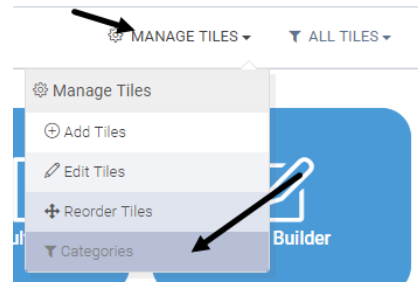 MANAGE TILES ALL TILES
Manage Tiles
Add Tiles
Edit Tiles
Reorder Tiles
Builder
Categories